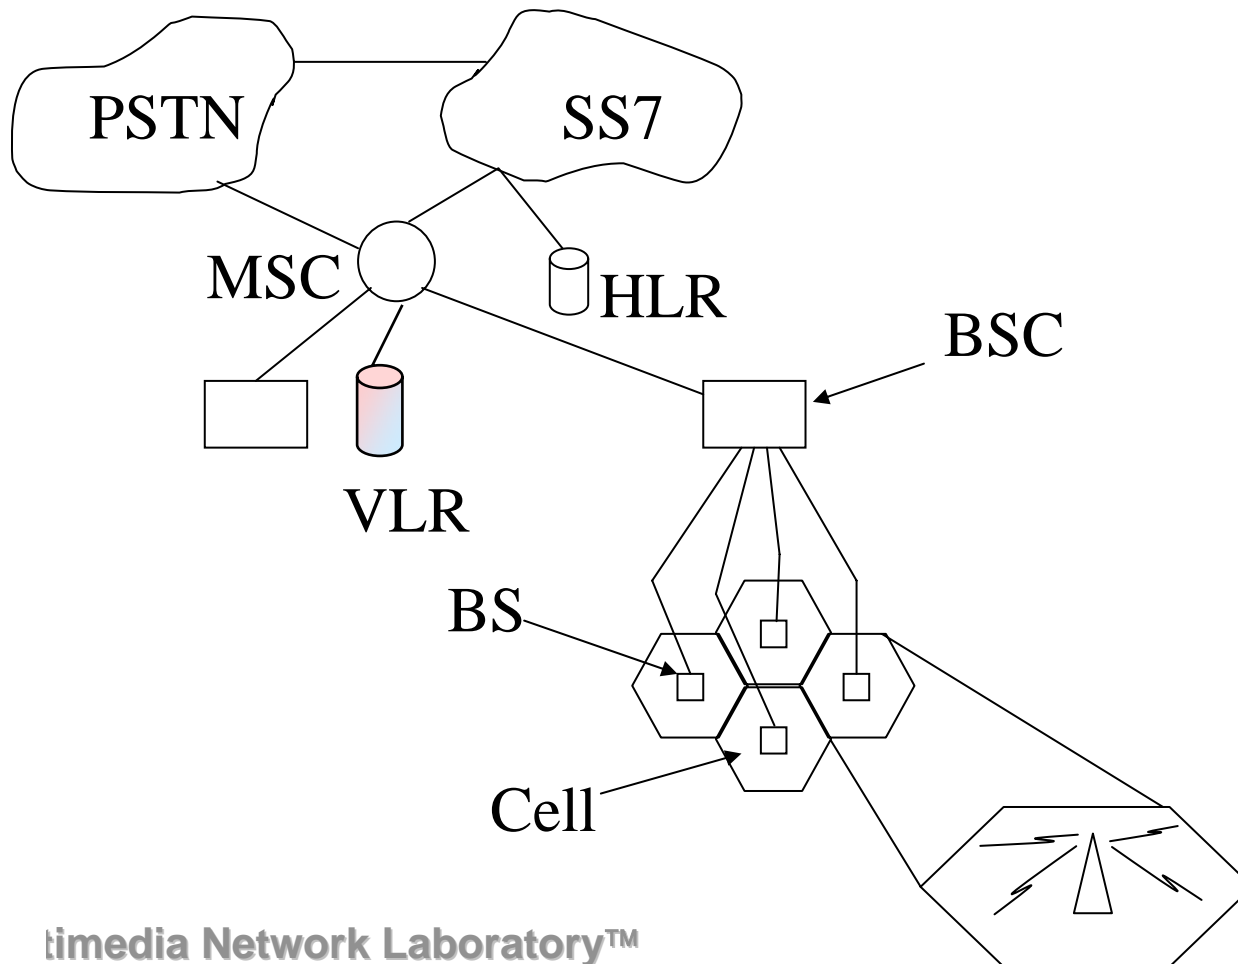 PSTN
SS7
MSC
HLR
BSC
VLR
BS
Cell
timedia Network Laboratory™